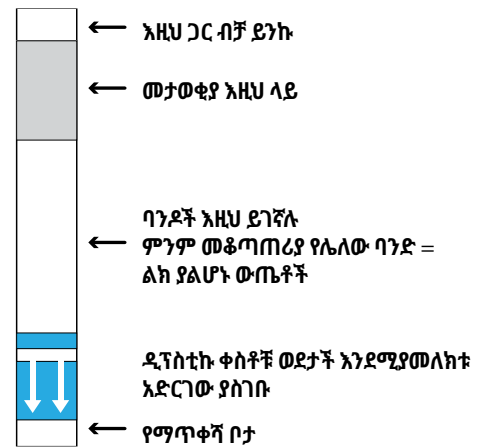 እዚህ ጋር ብቻ ይንኩ
መታወቂያ እዚህ ላይ
ባንዶች እዚህ ይገኛሉ
ምንም መቆጣጠሪያ የሌለው ባንድ =
ልክ ያልሆኑ ውጤቶች
ዲፕስቲኩ ቀስቶቹ ወደታች እንደሚያመለክቱ
አድርገው ያስገቡ
የማጥቀሻ ቦታ